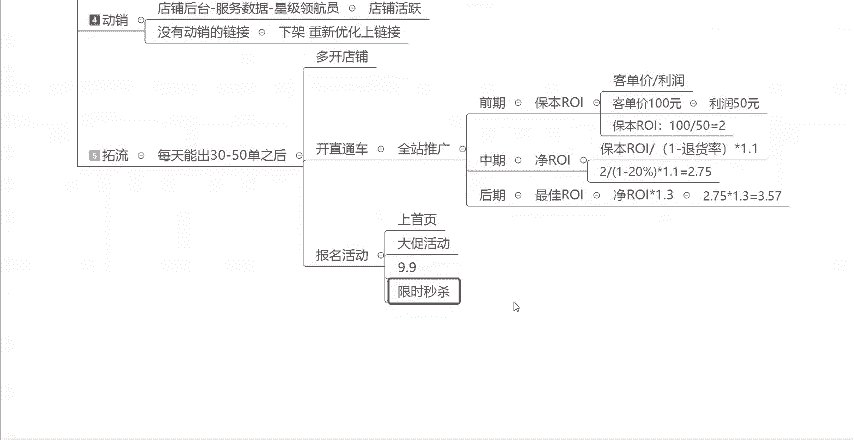 4 动销
店铺后台-服务数据-星级领航员
店铺活跃
没有动销的链接
下架 重新优化上链接
5 拓流
每天能出30-50单之后
多开店铺
开直通车
全站推广
前期
保本ROI
客单价/利润
客单价100元
利润50元
保本ROI：100/50=2
中期
净ROI
保本ROI/（1-退货率）*1.1
2/(1-20%)*1.1=2.75
后期
最佳ROI
净ROI*1.3
2.75*1.3=3.57
报名活动
上首页
大促活动
9.9
限时秒杀